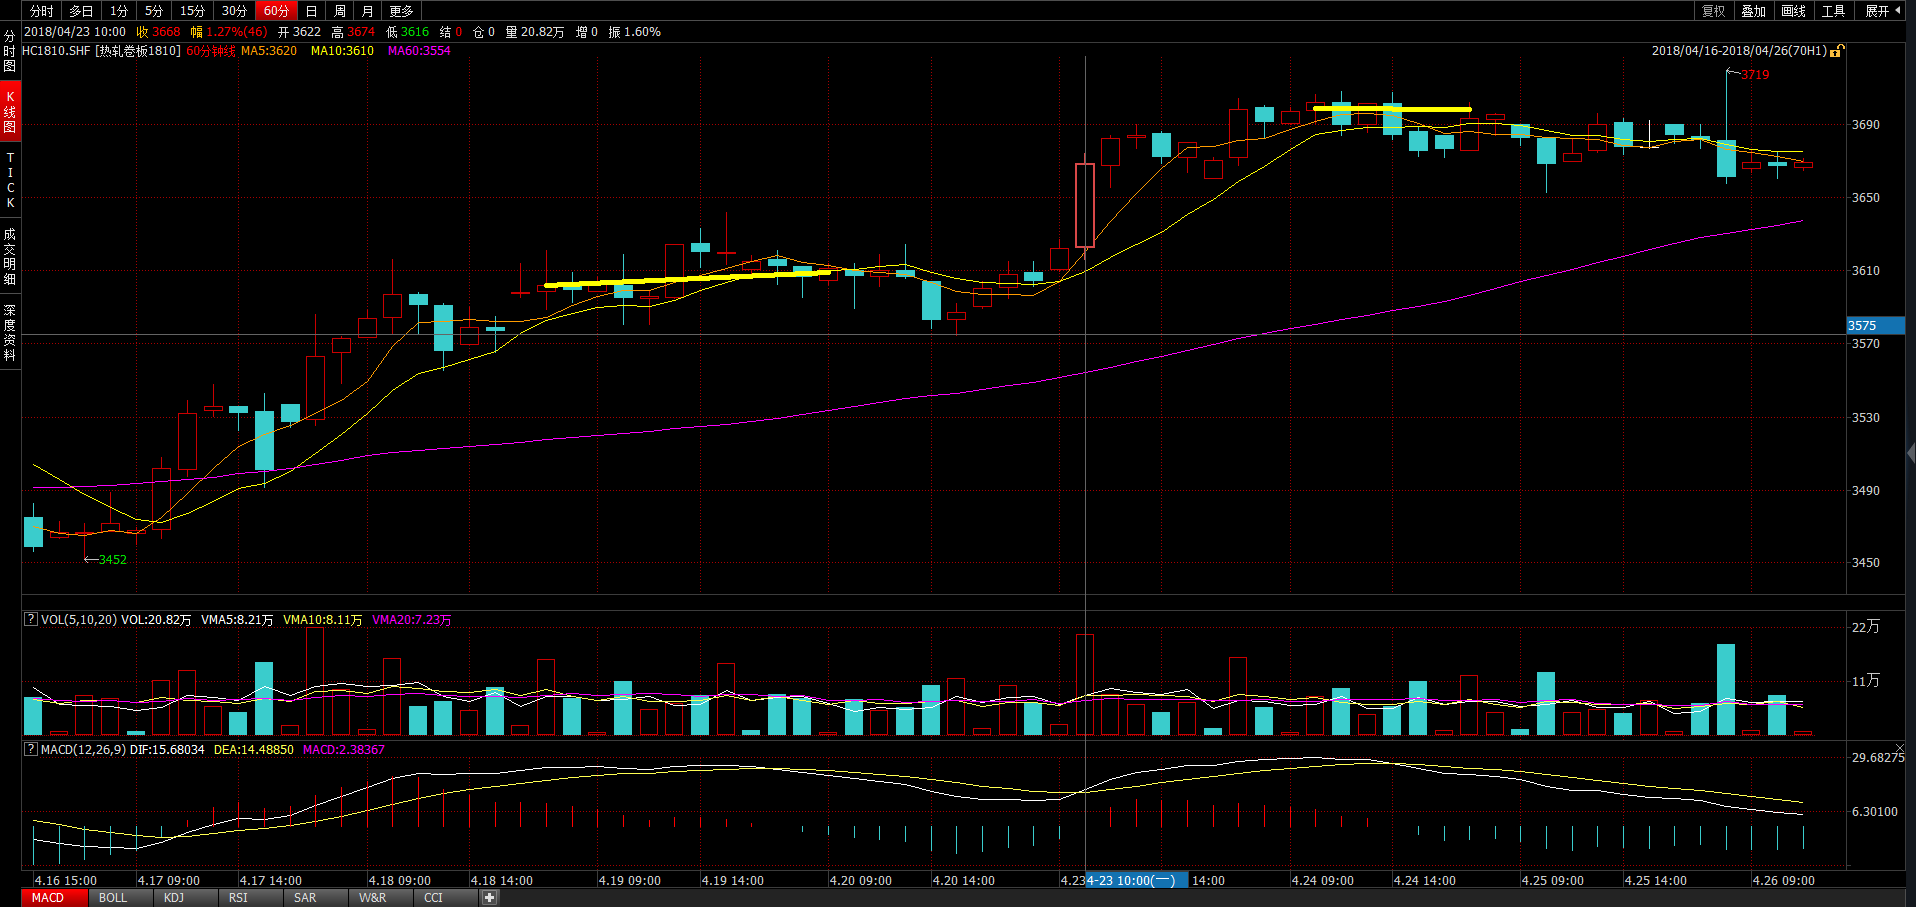 分时 多日 1分 5分 15分 30分 60分 日 周 月 更多 复权 叠加 画线 工具 展开
2018/04/23 10:00 收 3668 幅 1.27%(46) 开 3622 高 3674 低 3616 结 0 仓 0 量 20.82万 增 0 振 1.60%
HC1810.SHF [热轧卷板1810] 60分钟线 MA5:3620 MA10:3610 MA60:3554 2018/04/16-2018/04/26(70H1)
分时图
K线图
TICK
成交明细
深度资料
3719
3452
3690
3650
3610
3575
3570
3530
3490
3450
? VOL(5,10,20) VOL:20.82万 VMA5:8.21万 VMA10:8.11万 VMA20:7.23万
22万
11万
? MACD(12,26,9) DIF:15.68034 DEA:14.48850 MACD:2.38367
29.68275
6.30100
4.16 15:00 4.17 09:00 4.17 14:00 4.18 09:00 4.18 14:00 4.19 09:00 4.19 14:00 4.20 09:00 4.20 14:00 4.23 4-23 10:00(一) 14:00 4.24 09:00 4.24 14:00 4.25 09:00 4.25 14:00 4.26 09:00
MACD BOLL KDJ RSI SAR W&R CCI